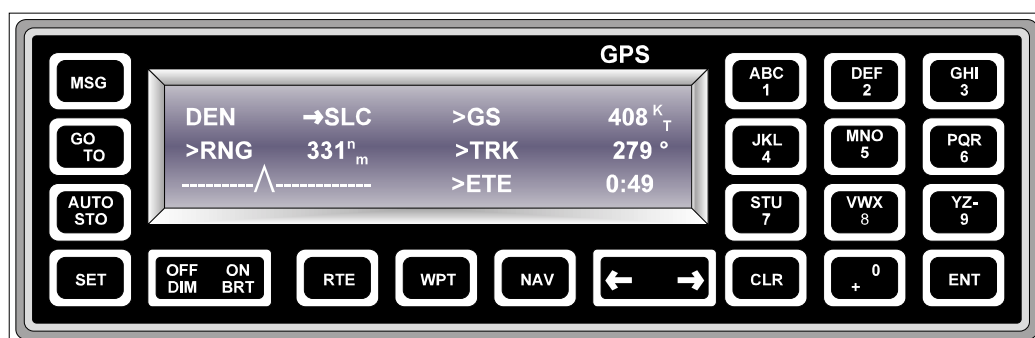 GPS
MSG
GO TO
AUTO STO
SET
DEN →SLC >GS 408 KT
>RNG 331 nm >TRK 279 °
---------/\------------ >ETE 0:49
OFF DIM
ON BRT
RTE
WPT
NAV
← →
ABC 1
DEF 2
GHI 3
JKL 4
MNO 5
PQR 6
STU 7
VWX 8
YZ- 9
CLR
+ 0
ENT